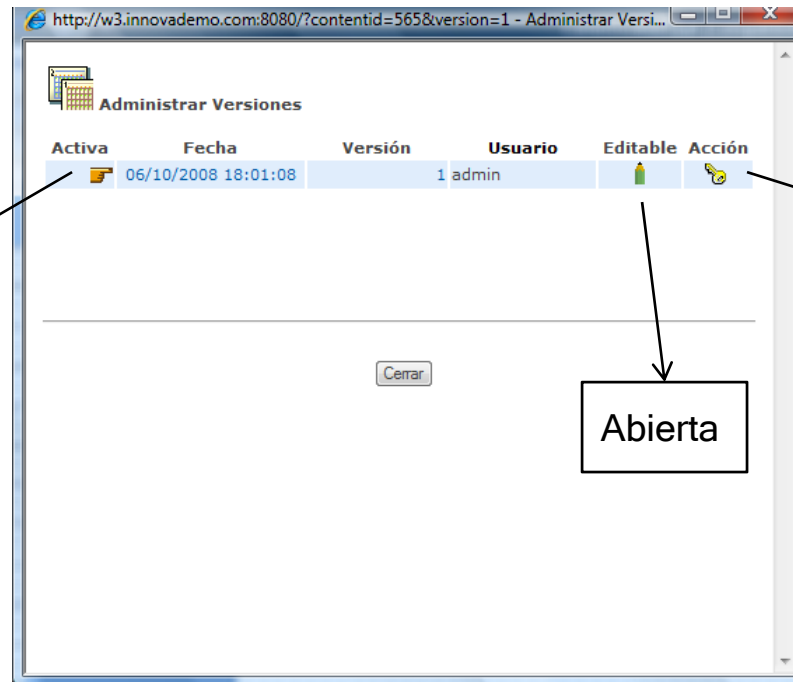 http://w3.innovademo.com:8080/?contentid=565&version=1 - Administrar Versi...
Administrar Versiones
Activa Fecha Versión Usuario Editable Acción
06/10/2008 18:01:08 1 admin
Cerrar
Abierta